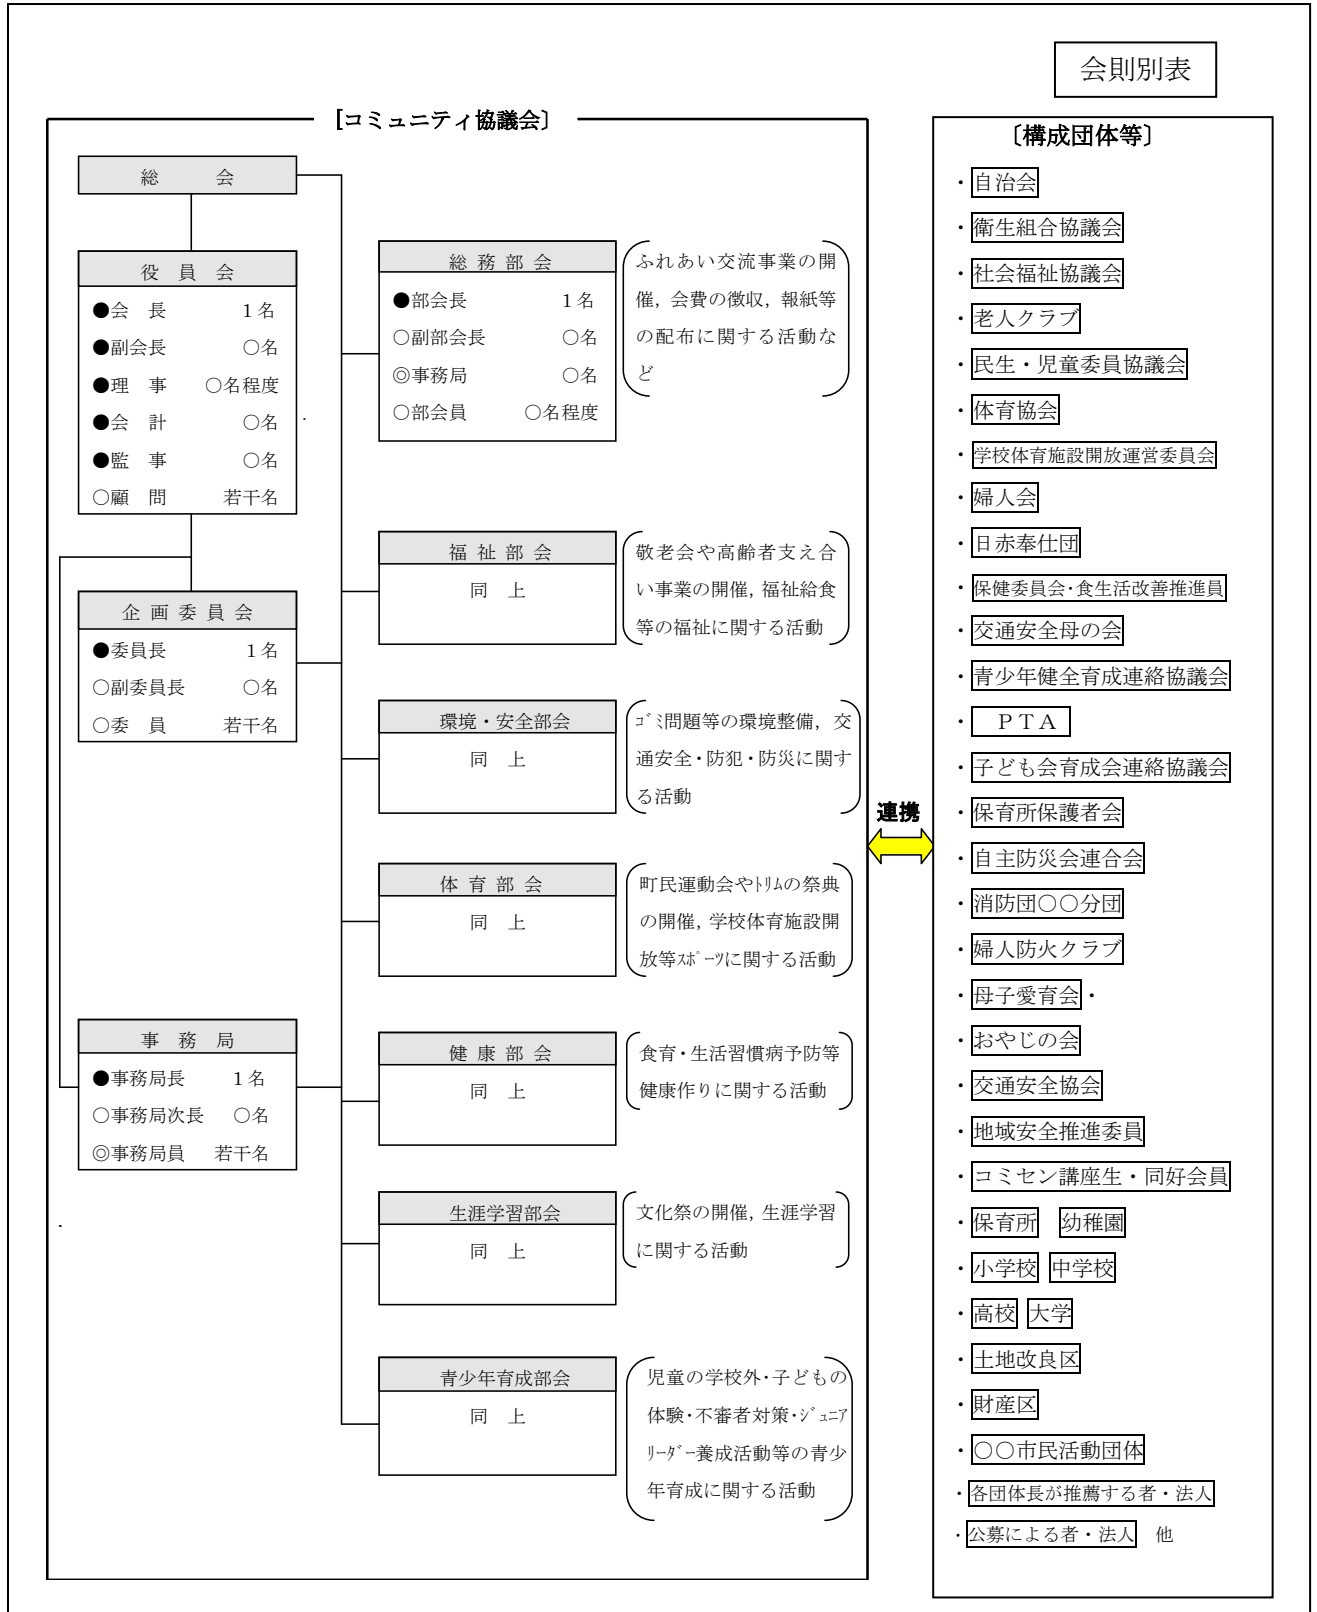 会則別表
[コミュニティ協議会〕
総 会
役 員 会
●会 長 1名
●副会長 ○名
●理 事 ○名程度
●会 計 ○名
●監 事 ○名
○顧 問 若干名
企 画 委 員 会
●委員長 1名
○副委員長 ○名
○委 員 若干名
事 務 局
●事務局長 1名
○事務局次長 ○名
◎事務局員 若干名
総 務 部 会
●部会長 1名
○副部会長 ○名
◎事務局 ○名
○部会員 ○名程度
ふれあい交流事業の開
催，会費の徴収，報紙等
の配布に関する活動な
ど
福 祉 部 会
同 上
敬老会や高齢者支え合
い事業の開催，福祉給食
等の福祉に関する活動
環境・安全部会
同 上
ｺﾞﾐ問題等の環境整備，交
通安全・防犯・防災に関す
る活動
体 育 部 会
同 上
町民運動会やﾄﾘﾑの祭典
の開催，学校体育施設開
放等ｽﾎﾟｰﾂに関する活動
健 康 部 会
同 上
食育・生活習慣病予防等
健康作りに関する活動
生涯学習部会
同 上
文化祭の開催，生涯学習
に関する活動
青少年育成部会
同 上
児童の学校外・子どもの
体験・不審者対策・ｼﾞｭﾆｱ
ﾘｰﾀﾞｰ養成活動等の青少
年育成に関する活動
連携
〔構成団体等〕
・自治会
・衛生組合協議会
・社会福祉協議会
・老人クラブ
・民生・児童委員協議会
・体育協会
・学校体育施設開放運営委員会
・婦人会
・日赤奉仕団
・保健委員会・食生活改善推進員
・交通安全母の会
・青少年健全育成連絡協議会
・ ＰＴＡ
・子ども会育成会連絡協議会
・保育所保護者会
・自主防災会連合会
・消防団○○分団
・婦人防火クラブ
・母子愛育会・
・おやじの会
・交通安全協会
・地域安全推進委員
・コミセン講座生・同好会員
・保育所 幼稚園
・小学校 中学校
・高校 大学
・土地改良区
・財産区
・○○市民活動団体
・各団体長が推薦する者・法人
・公募による者・法人 他